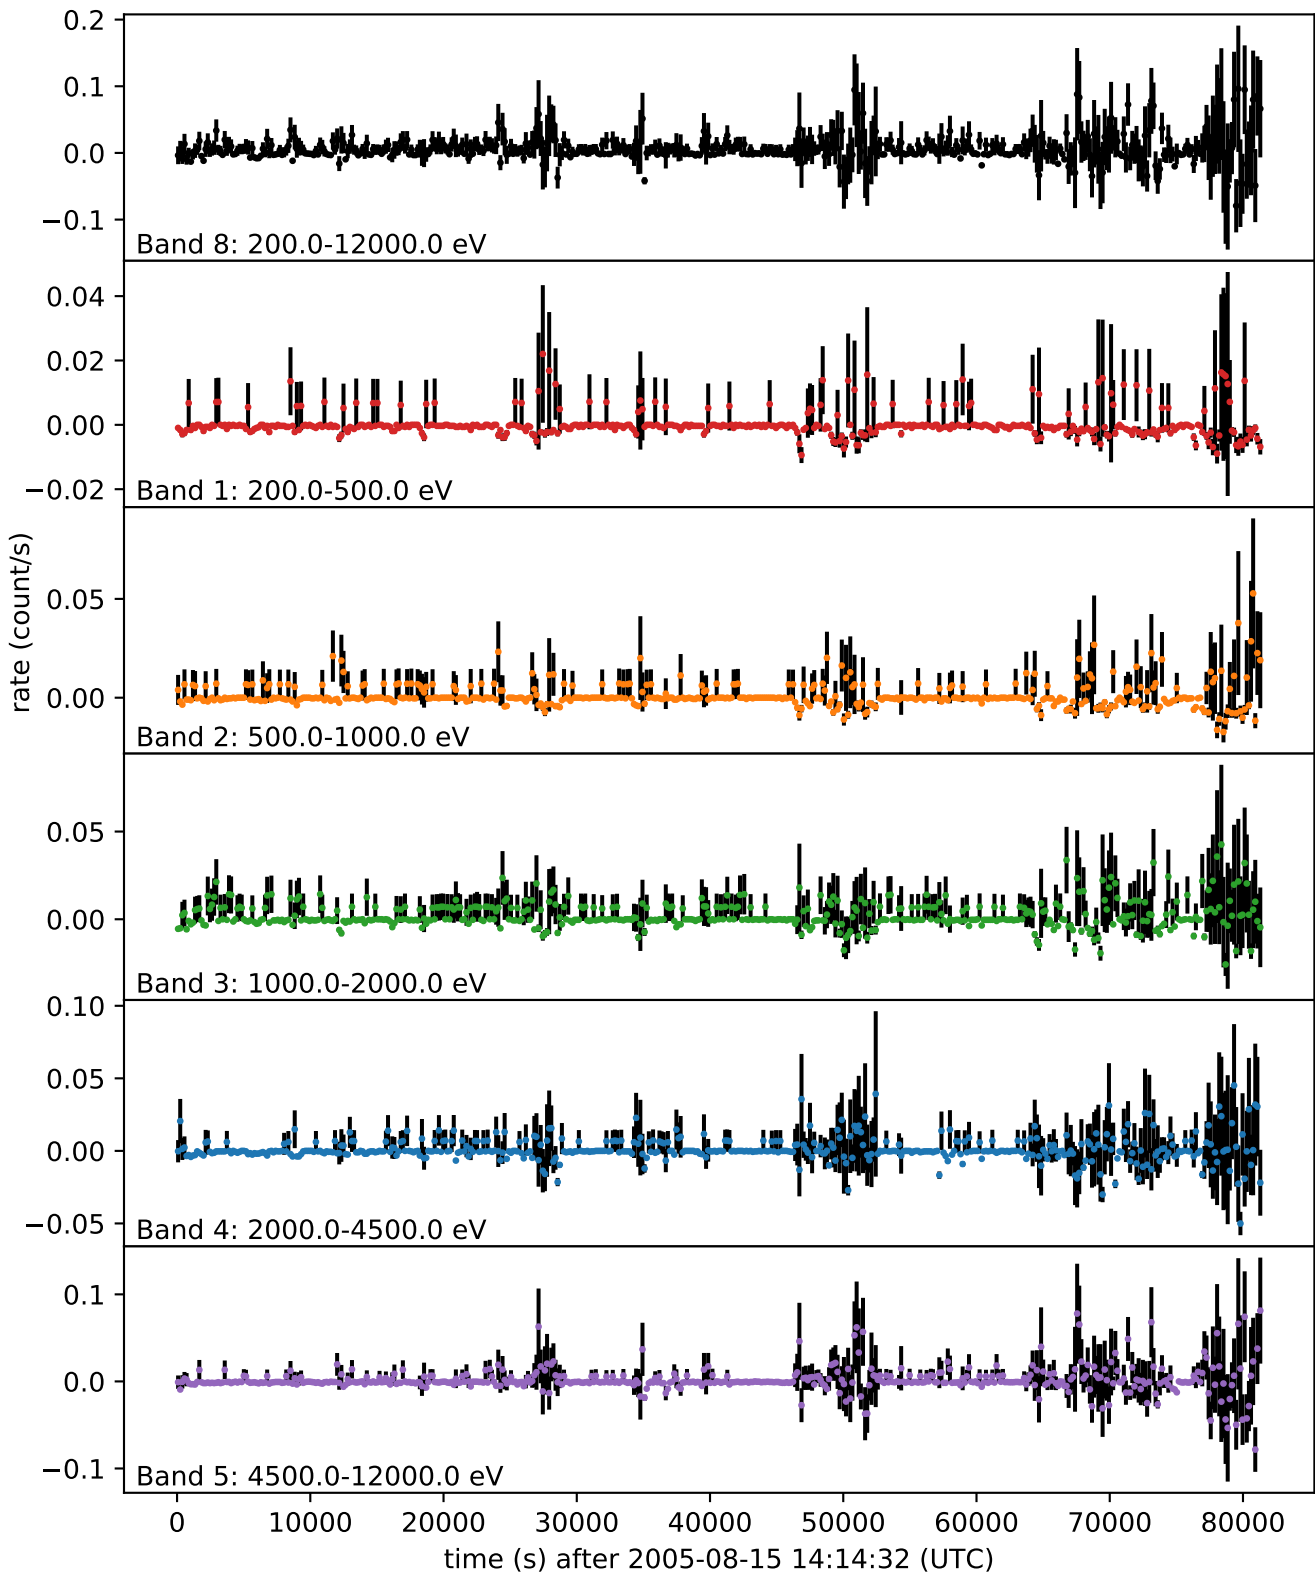 0.2
0.1
0.0
−0.1
Band 8: 200.0-12000.0 eV
0.04
0.02
0.00
−0.02
Band 1: 200.0-500.0 eV
rate (count/s)
0.05
0.00
Band 2: 500.0-1000.0 eV
0.05
0.00
Band 3: 1000.0-2000.0 eV
0.10
0.05
0.00
−0.05
Band 4: 2000.0-4500.0 eV
0.1
0.0
−0.1
Band 5: 4500.0-12000.0 eV
0 10000 20000 30000 40000 50000 60000 70000 80000
time (s) after 2005-08-15 14:14:32 (UTC)